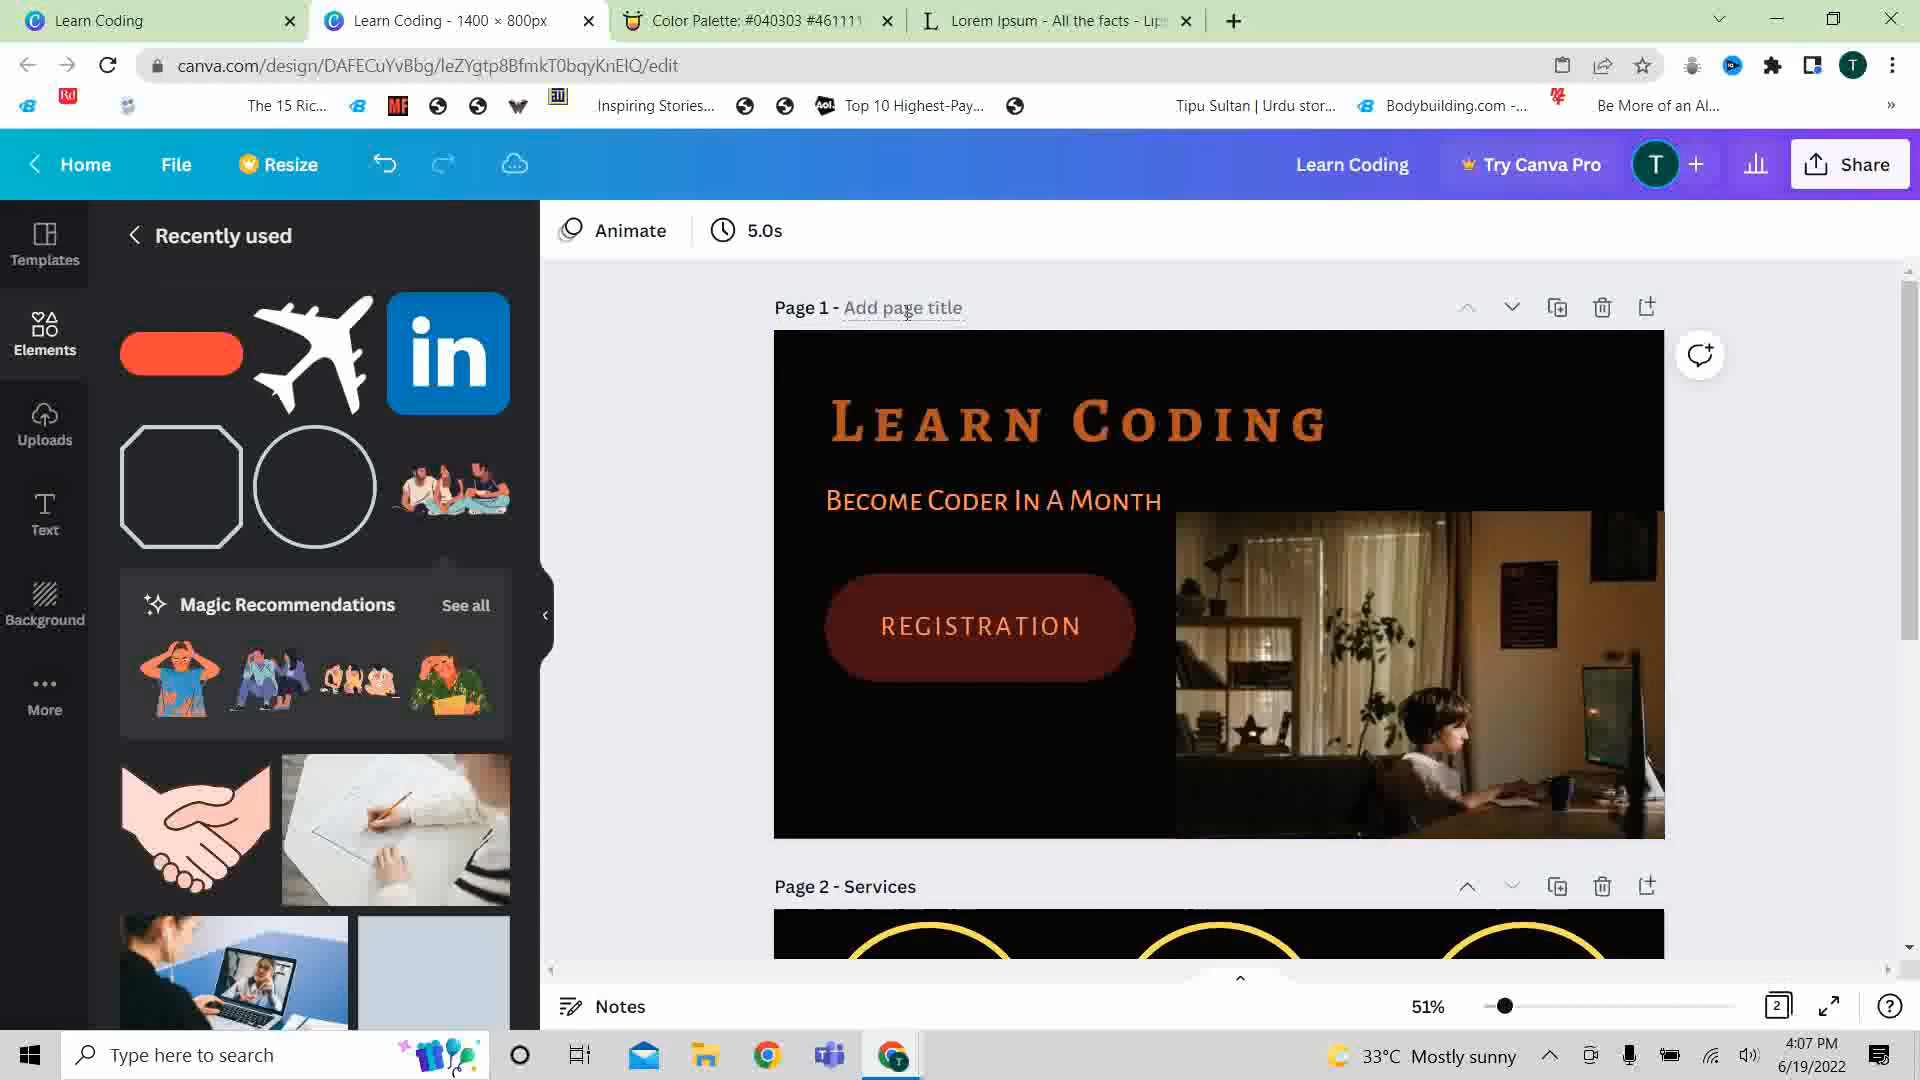 Learn Coding
Learn Coding - 1400 × 800px
Color Palette: #040303 #461111
Lorem Ipsum - All the facts - Lip
canva.com/design/DAFECuYvBbg/leZYgtp8BfmkT0bqyKnEIQ/edit
T
Rd
The 15 Ric...
MF
Inspiring Stories...
Aol.
Top 10 Highest-Pay...
Tipu Sultan | Urdu stor...
Bodybuilding.com -...
Be More of an Al...
»
Home
File
Resize
Learn Coding
Try Canva Pro
T
Share
Templates
Elements
Uploads
Text
Background
More
Recently used
in
Magic Recommendations
See all
Animate
5.0s
Page 1 - Add page title
Learn Coding
Become Coder In A Month
REGISTRATION
Page 2 - Services
Notes
51%
2
Type here to search
33°C Mostly sunny
4:07 PM
6/19/2022